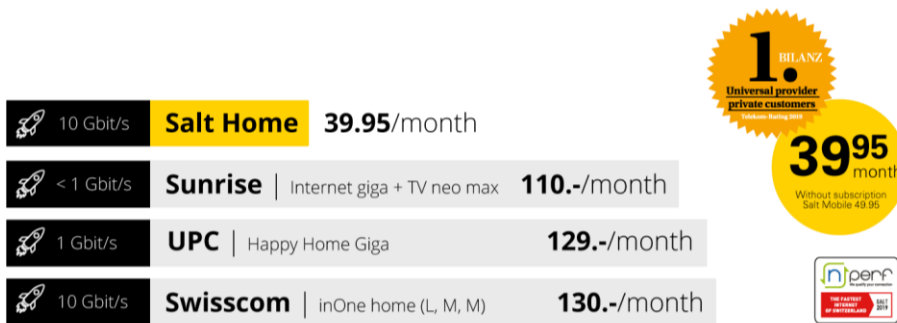 1.
BILANZ
Universal provider
private customers
Telekom-Rating 2019
10 Gbit/s Salt Home 39.95/month
3995
month
Without subscription
Salt Mobile 49.95
< 1 Gbit/s Sunrise | Internet giga + TV neo max 110.-/month
1 Gbit/s UPC | Happy Home Giga 129.-/month
10 Gbit/s Swisscom | inOne home (L, M, M) 130.-/month
nperf
THE FASTEST
INTERNET
OF SWITZERLAND
SALT
2019